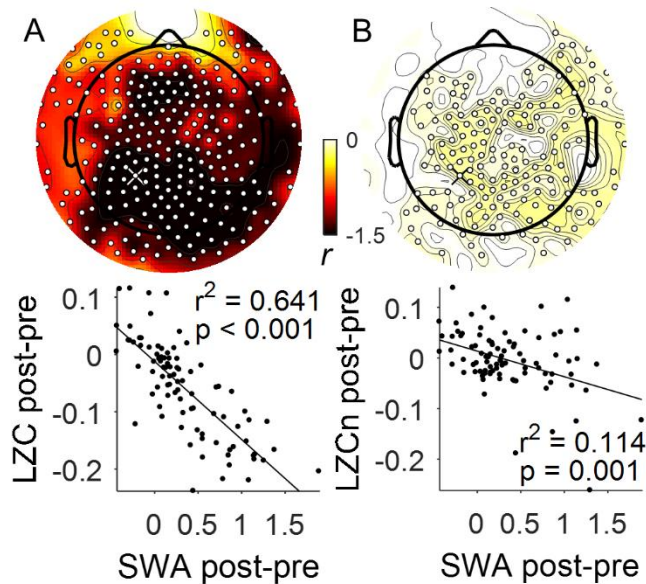 A
B
0
-1.5
r
0.1
0
-0.1
-0.2
LZC post-pre
r² = 0.641
p < 0.001
0 0.5 1 1.5
SWA post-pre
0.1
0
-0.1
-0.2
LZCn post-pre
r² = 0.114
p = 0.001
0 0.5 1 1.5
SWA post-pre